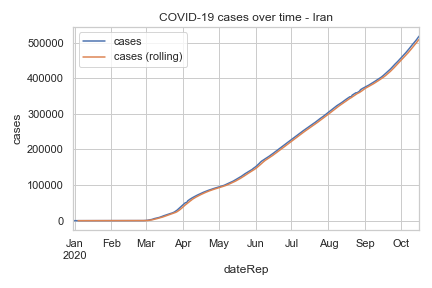 COVID-19 cases over time - Iran
cases
cases (rolling)
500000
400000
300000
200000
100000
0
cases
Jan Feb Mar Apr May Jun Jul Aug Sep Oct
2020
dateRep